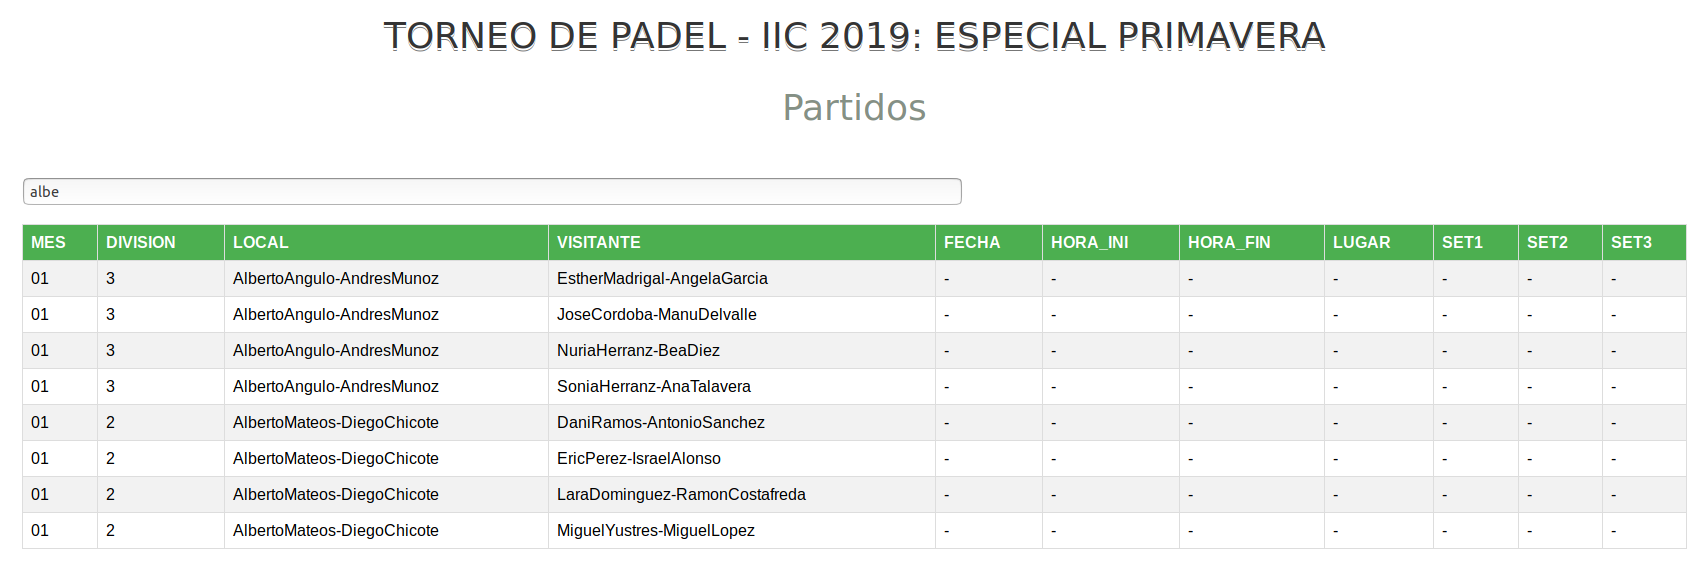 TORNEO DE PADEL - IIC 2019: ESPECIAL PRIMAVERA
Partidos
albe
MES DIVISION LOCAL VISITANTE FECHA HORA_INI HORA_FIN LUGAR SET1 SET2 SET3
01 3 AlbertoAngulo-AndresMunoz EstherMadrigal-AngelaGarcia - - - - - - -
01 3 AlbertoAngulo-AndresMunoz JoseCordoba-ManuDelvalle - - - - - - -
01 3 AlbertoAngulo-AndresMunoz NuriaHerranz-BeaDiez - - - - - - -
01 3 AlbertoAngulo-AndresMunoz SoniaHerranz-AnaTalavera - - - - - - -
01 2 AlbertoMateos-DiegoChicote DaniRamos-AntonioSanchez - - - - - - -
01 2 AlbertoMateos-DiegoChicote EricPerez-IsraelAlonso - - - - - - -
01 2 AlbertoMateos-DiegoChicote LaraDominguez-RamonCostafreda - - - - - - -
01 2 AlbertoMateos-DiegoChicote MiguelYustres-MiguelLopez - - - - - - -